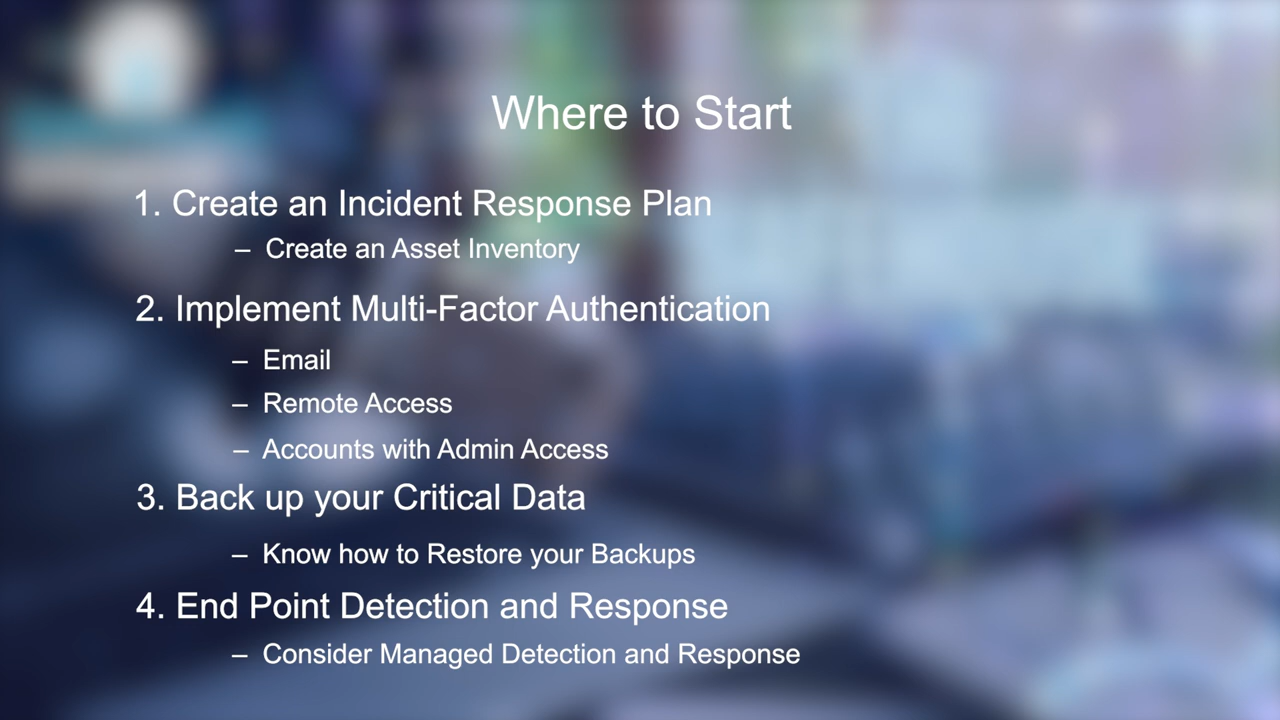 Where to Start
1. Create an Incident Response Plan
– Create an Asset Inventory
2. Implement Multi-Factor Authentication
– Email
– Remote Access
– Accounts with Admin Access
3. Back up your Critical Data
– Know how to Restore your Backups
4. End Point Detection and Response
– Consider Managed Detection and Response